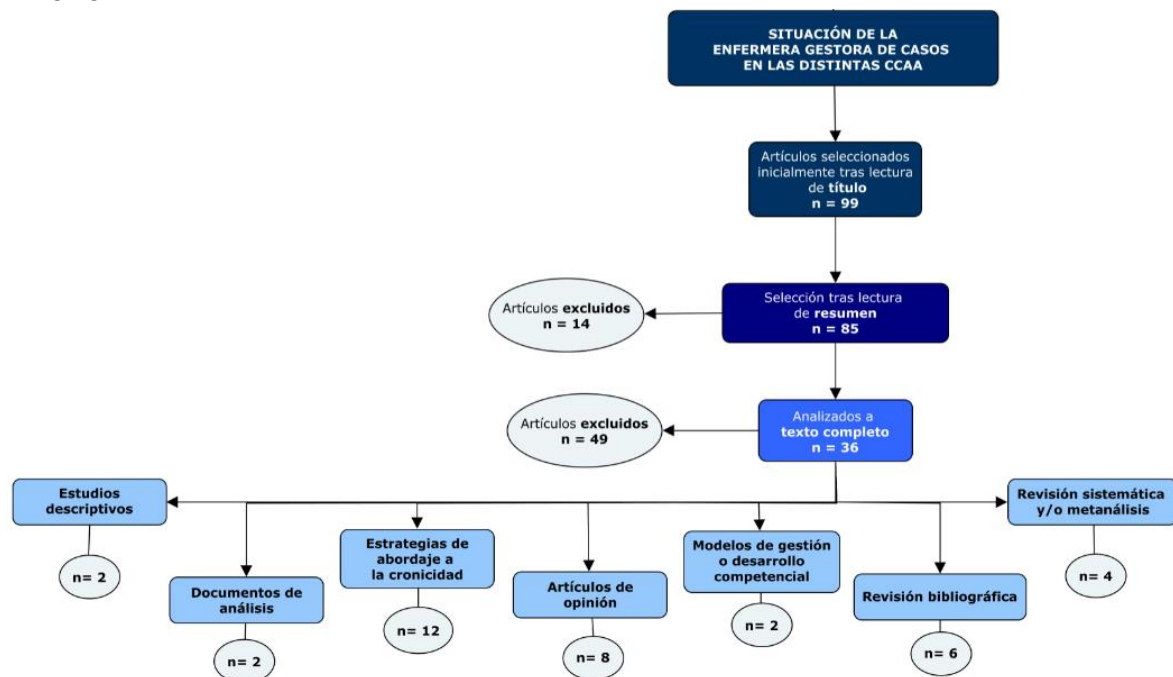 SITUACIÓN DE LA
ENFERMERA GESTORA DE CASOS
EN LAS DISTINTAS CCAA
Artículos seleccionados
inicialmente tras lectura
de título
n = 99
Artículos excluidos
n = 14
Selección tras lectura
de resumen
n = 85
Artículos excluidos
n = 49
Analizados a
texto completo
n = 36
Estudios
descriptivos
n= 2
Documentos de
análisis
n= 2
Estrategias de
abordaje a
la cronicidad
n= 12
Artículos de
opinión
n= 8
Modelos de gestión
o desarrollo
competencial
n= 2
Revisión bibliográfica
n= 6
Revisión sistemática
y/o metanálisis
n= 4